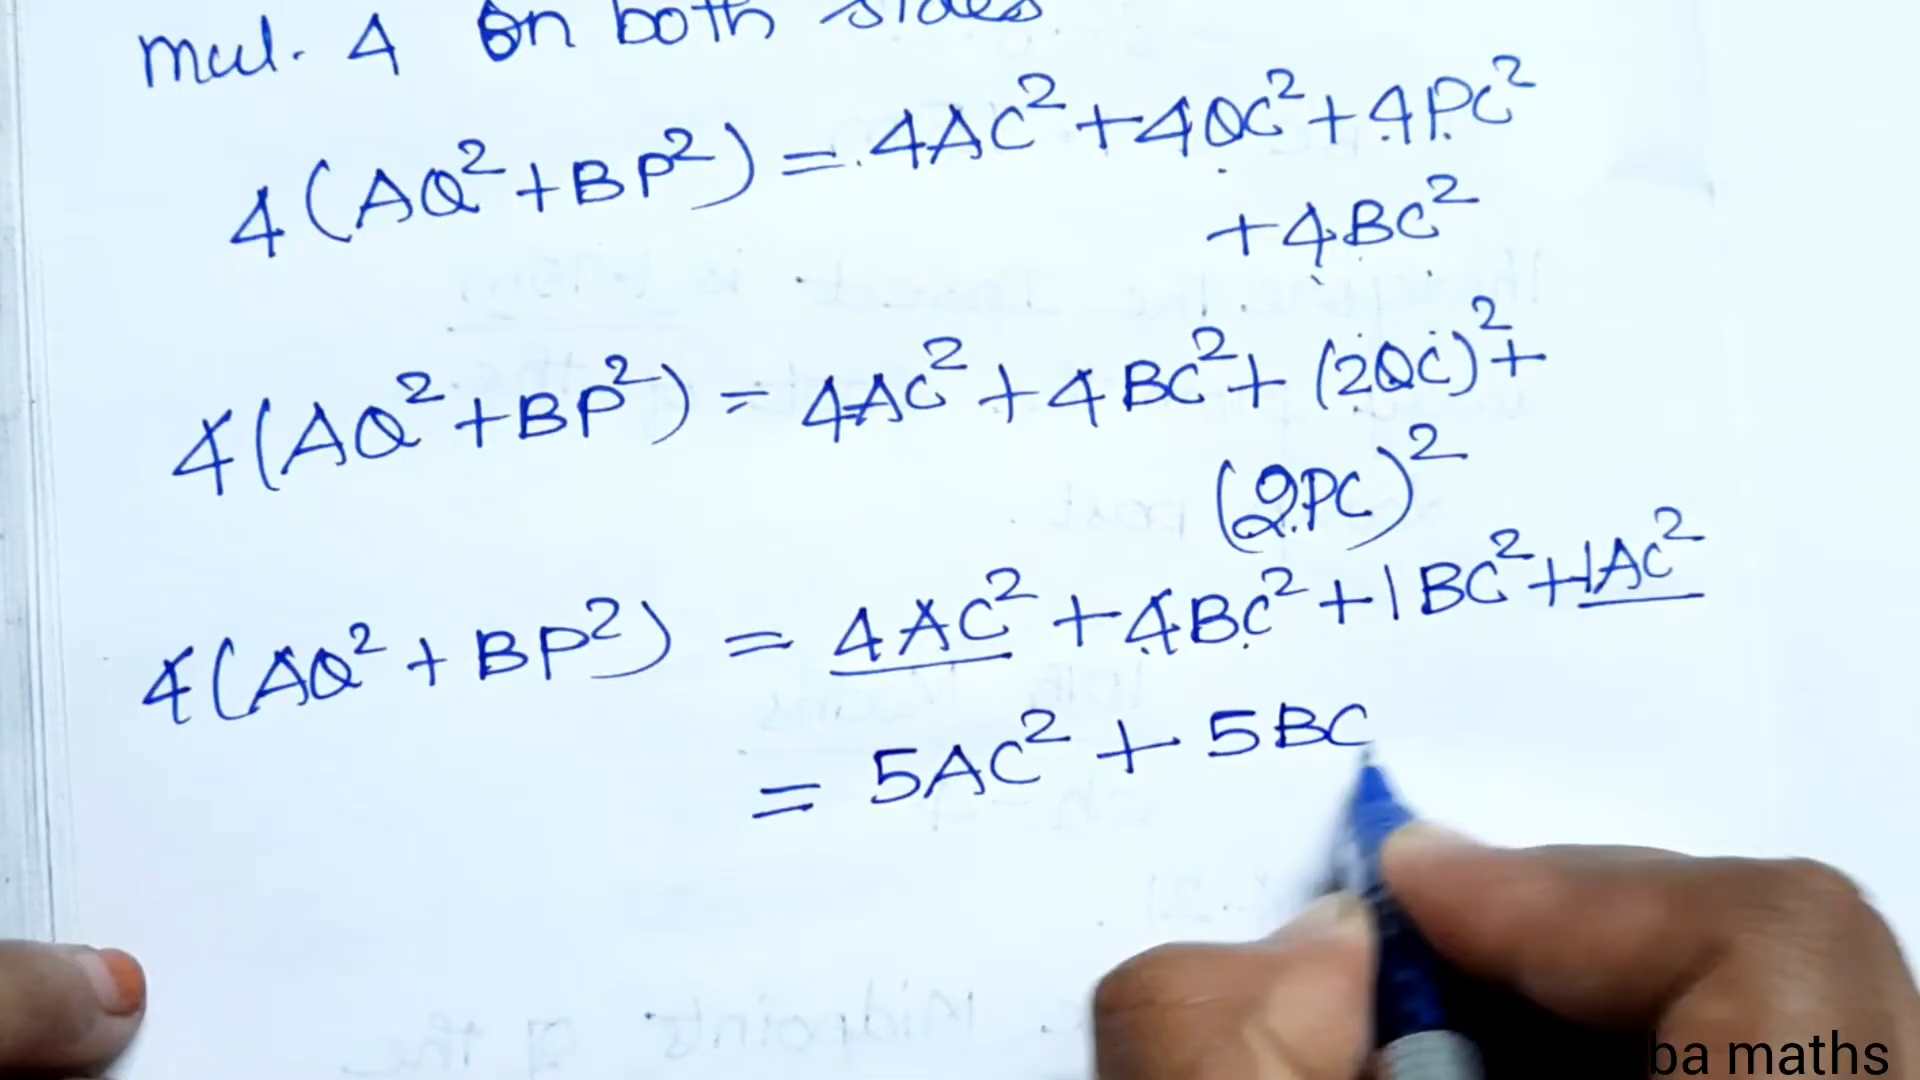 mul. 4 on both sides
4(AQ²+BP²) = 4AC²+4QC²+4PC²
+4BC²
4(AQ²+BP²) = 4AC²+4BC²+(2QC)²+
(2PC)²
4(AQ²+BP²) = 4AC²+4BC²+1BC²+1AC²
= 5AC²+5BC
ba maths